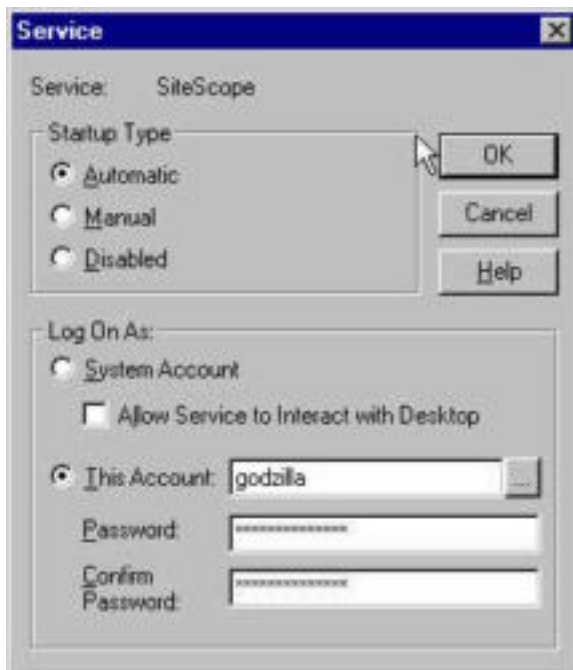 Service
Service: SiteScope
Startup Type
Automatic
Manual
Disabled
OK
Cancel
Help
Log On As:
System Account
Allow Service to Interact with Desktop
This Account: godzilla ...
Password: **************
Confirm Password: **************